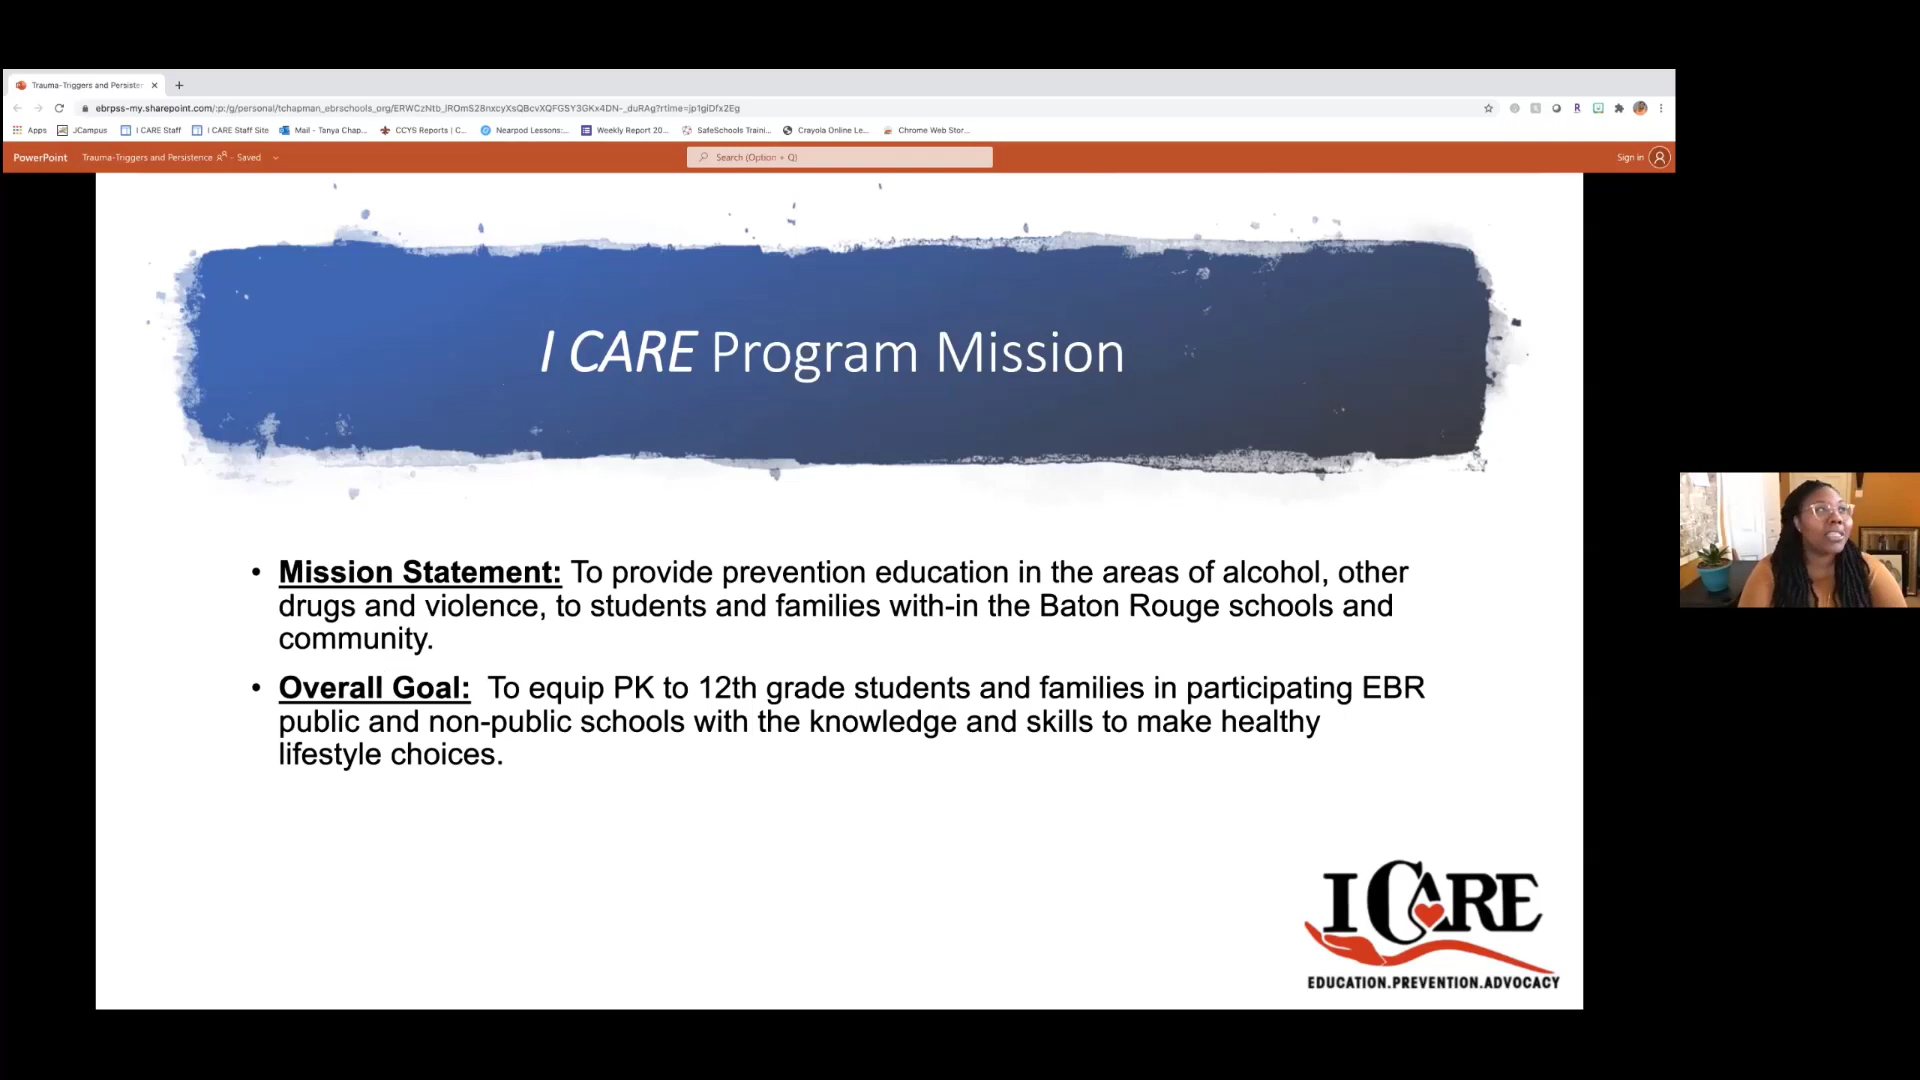 Trauma-Triggers and Persisten
ebrpss-my.sharepoint.com/:p:/g/personal/tchapman_ebrschools_org/ERWCzNtb_lROmS28nxcyXsQBcvXQFGSY3GKx4DN-_duRAg?rtime=jp1giDfx2Eg
Apps JCampus I CARE Staff I CARE Staff Site Mail - Tanya Chap... CCYS Reports | C... Nearpod Lessons:... Weekly Report 20... SafeSchools Traini... Crayola Online Le... Chrome Web Stor...
PowerPoint Trauma-Triggers and Persistence - Saved Search (Option + Q) Sign in
I CARE Program Mission
• Mission Statement: To provide prevention education in the areas of alcohol, other
drugs and violence, to students and families with-in the Baton Rouge schools and
community.
• Overall Goal: To equip PK to 12th grade students and families in participating EBR
public and non-public schools with the knowledge and skills to make healthy
lifestyle choices.
I CARE
EDUCATION.PREVENTION.ADVOCACY